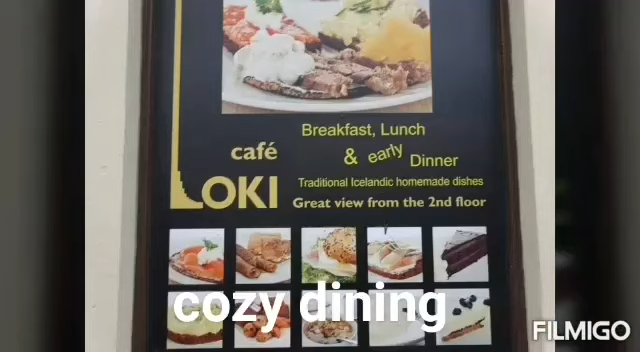 Breakfast, Lunch
& early Dinner
café
LOKI
Traditional Icelandic homemade dishes
Great view from the 2nd floor
cozy dining
FILMIGO